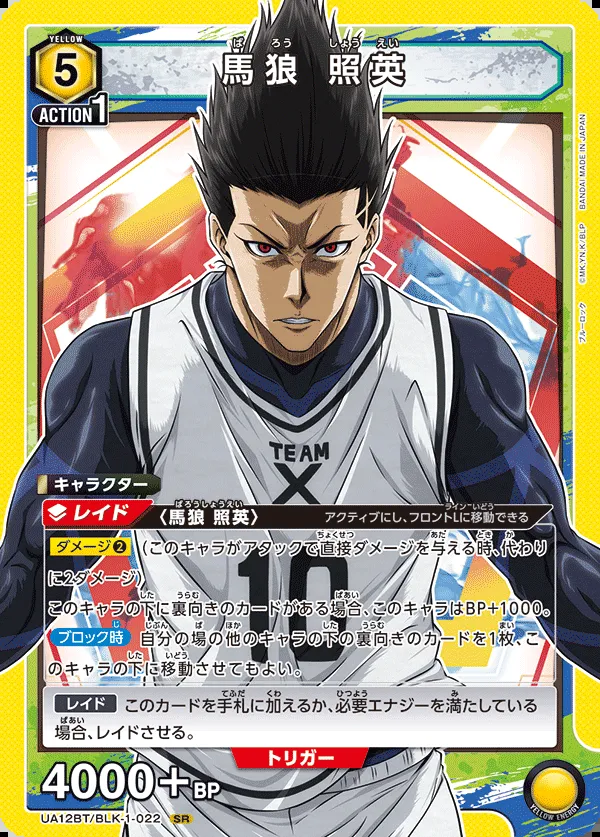 YELLOW
5
ACTION 1
馬狼 照英
ばろう しょうえい
©MK,YN,K/BLP BANDAI MADE IN JAPAN
ブルーロック
TEAM
X
10
キャラクター
レイド 〈馬狼 照英〉 アクティブにし、フロントLに移動できる
ダメージ❷ (このキャラがアタックで直接ダメージを与える時、代わり
に2ダメージ)
このキャラの下に裏向きのカードがある場合、このキャラはBP+1000。
ブロック時 自分の場の他のキャラの下の裏向きのカードを1枚、こ
のキャラの下に移動させてもよい。
レイド このカードを手札に加えるか、必要エナジーを満たしている
場合、レイドさせる。
トリガー
4000+BP
UA12BT/BLK-1-022 SR
YELLOW ENERGY